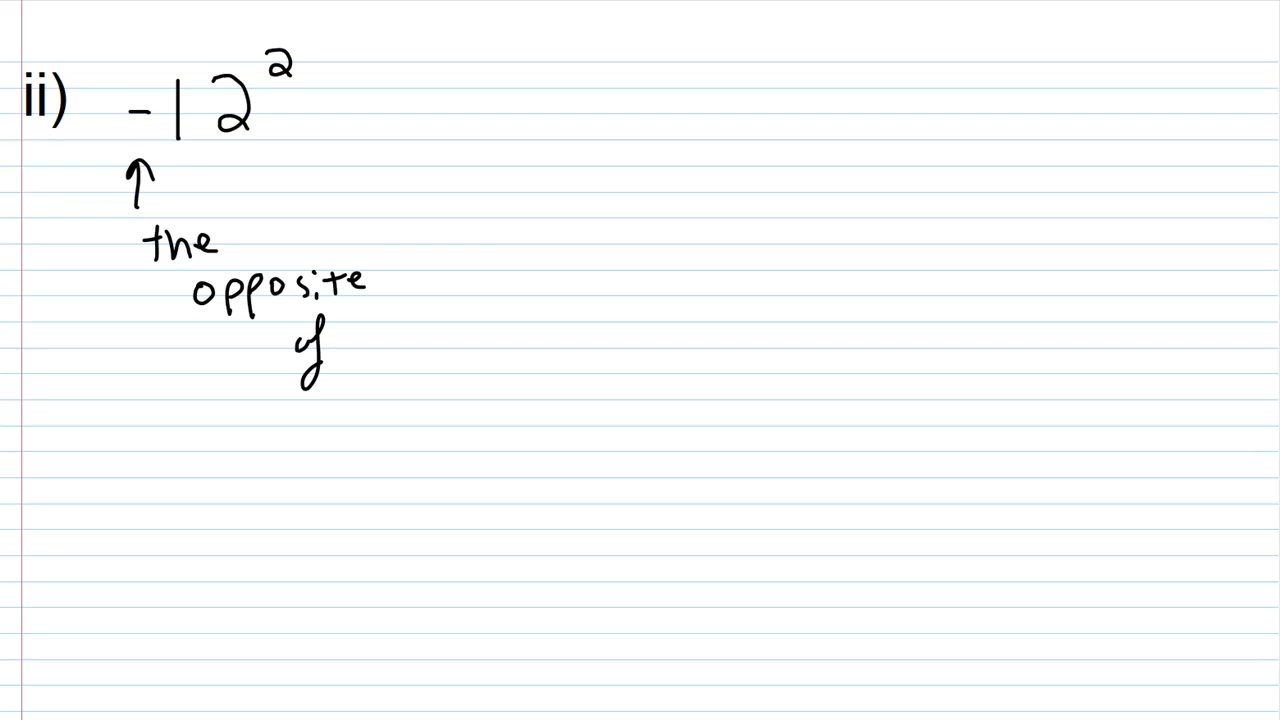 ii) -12²
↑
the
opposite
of